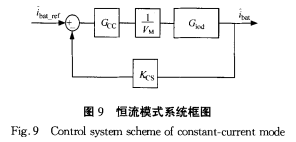 i_bat_ref
+
-
G_CC
1/V_M
G_iod
i_bat
K_CS
图 9 恒流模式系统框图
Fig. 9 Control system scheme of constant-current mode